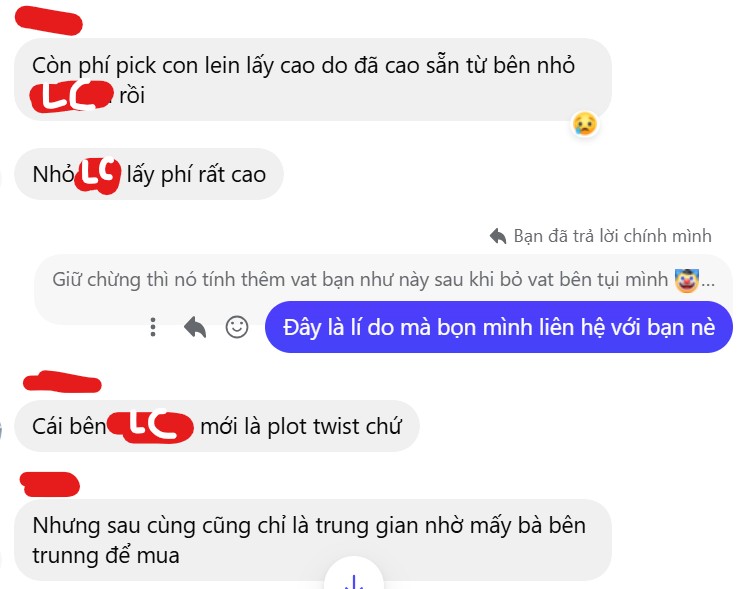 Còn phí pick con lein lấy cao do đã cao sẵn từ bên nhỏ
LC rồi
Nhỏ LC lấy phí rất cao
Bạn đã trả lời chính mình
Giữ chừng thì nó tính thêm vat bạn như này sau khi bỏ vat bên tụi mình 🤡...
Đây là lí do mà bọn mình liên hệ với bạn nè
Cái bên LC mới là plot twist chứ
Nhưng sau cùng cũng chỉ là trung gian nhờ mấy bà bên
trunng để mua